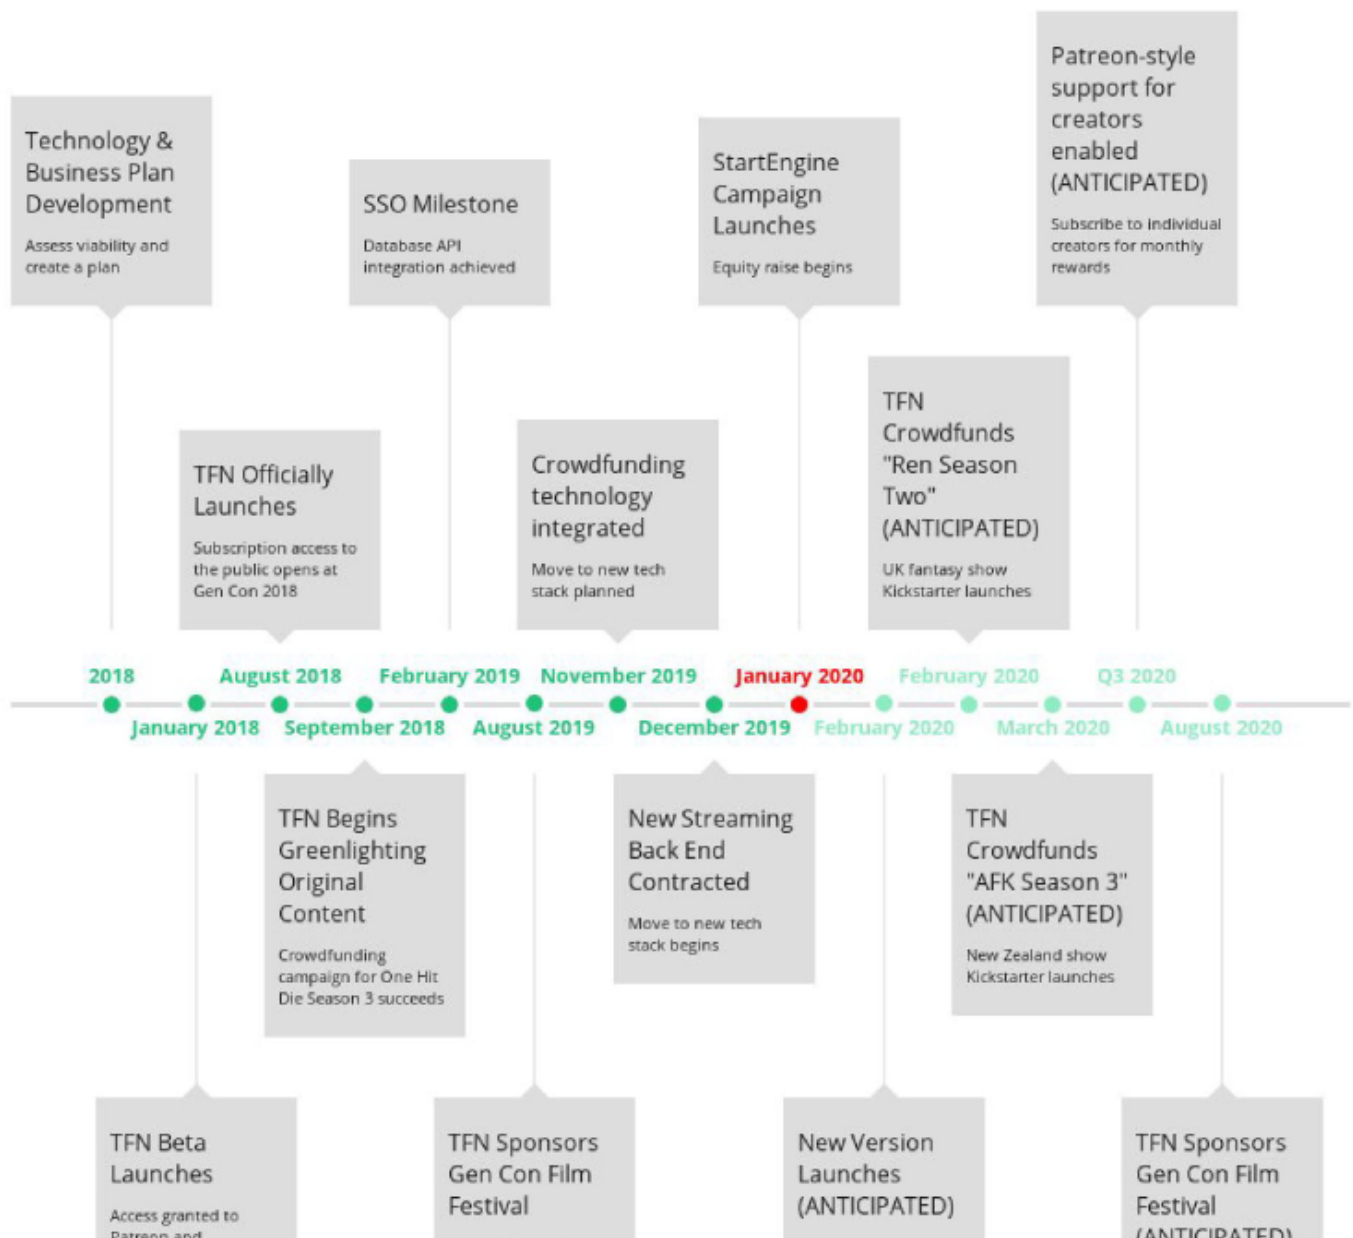 Patreon-style
support for
creators
enabled
(ANTICIPATED)
Subscribe to individual
creators for monthly
rewards
Technology &
Business Plan
Development
Assess viability and
create a plan
SSO Milestone
Database API
integration achieved
StartEngine
Campaign
Launches
Equity raise begins
TFN Officially
Launches
Subscription access to
the public opens at
Gen Con 2018
Crowdfunding
technology
integrated
Move to new tech
stack planned
TFN
Crowdfunds
"Ren Season
Two"
(ANTICIPATED)
UK fantasy show
Kickstarter launches
2018
August 2018
February 2019
November 2019
January 2020
February 2020
Q3 2020
January 2018
September 2018
August 2019
December 2019
February 2020
March 2020
August 2020
TFN Begins
Greenlighting
Original
Content
Crowdfunding
campaign for One Hit
Die Season 3 succeeds
New Streaming
Back End
Contracted
Move to new tech
stack begins
TFN
Crowdfunds
"AFK Season 3"
(ANTICIPATED)
New Zealand show
Kickstarter launches
TFN Beta
Launches
Access granted to
Patreon and
TFN Sponsors
Gen Con Film
Festival
New Version
Launches
(ANTICIPATED)
TFN Sponsors
Gen Con Film
Festival
(ANTICIPATED)